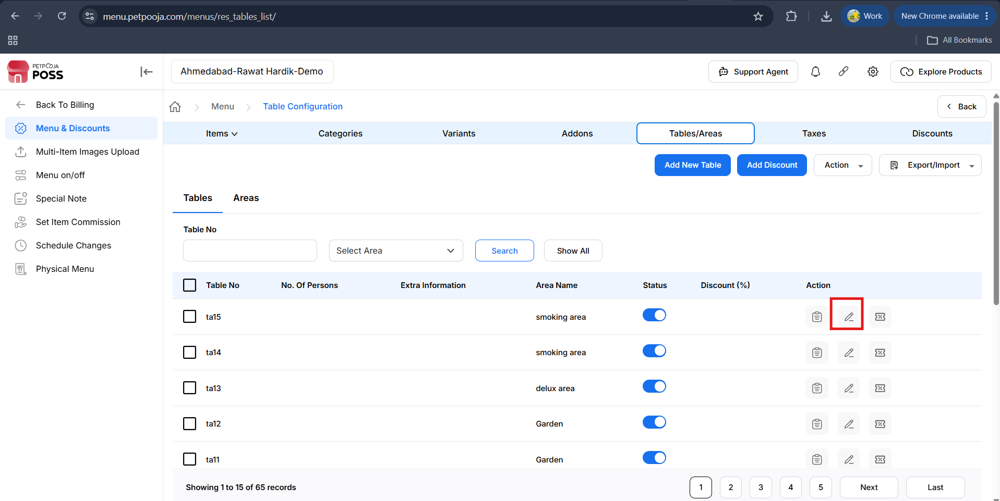 menu.petpooja.com/menus/res_tables_list/
Work
New Chrome available
All Bookmarks
PETPOOJA
POSS
Ahmedabad-Rawat Hardik-Demo
Support Agent
Explore Products
Back To Billing
Menu & Discounts
Multi-Item Images Upload
Menu on/off
Special Note
Set Item Commission
Schedule Changes
Physical Menu
Menu
Table Configuration
Back
Items
Categories
Variants
Addons
Tables/Areas
Taxes
Discounts
Add New Table
Add Discount
Action
Export/Import
Tables
Areas
Table No
Select Area
Search
Show All
Table No
No. Of Persons
Extra Information
Area Name
Status
Discount (%)
Action
ta15
smoking area
ta14
smoking area
ta13
delux area
ta12
Garden
ta11
Garden
Showing 1 to 15 of 65 records
1
2
3
4
5
Next
Last